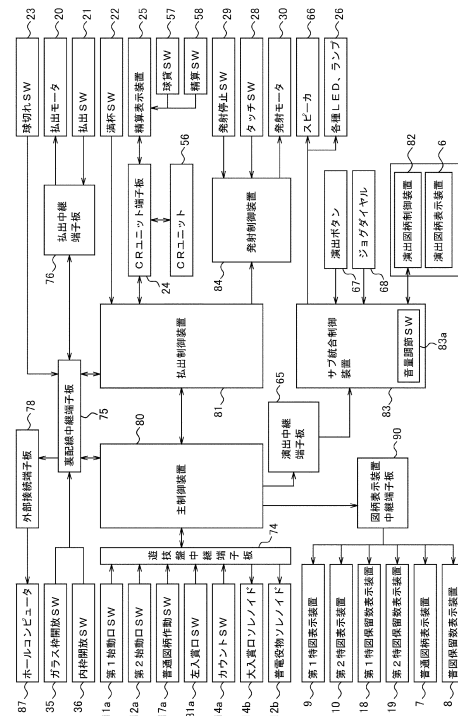 87 ホールコンピュータ
35 ガラス枠開放SW
36 内枠開放SW
11a 第1始動口SW
12a 第2始動口SW
17a 普通図柄作動SW
31a 左入賞口SW
14a カウントSW
4b 大入賞口ソレノイド
2b 普電役物ソレノイド
外部接続端子板 78
裏配線中継端子板 75
遊技盤中継端子板 74
主制御装置 80
払出制御装置 81
払出中継
端子板 76
球切れSW 23
払出モータ 20
払出SW 21
満杯SW 22
精算表示装置 25
球貸SW 57
精算SW 58
CRユニット端子板 24
CRユニット 56
発射制御装置 84
発射停止SW 29
タッチSW 28
発射モータ 30
スピーカ 66
各種LED、ランプ 26
演出ボタン 67
ジョグダイヤル 68
演出図柄制御装置 82
演出図柄表示装置 6
サブ統合制御
装置 83
音量調節SW 83a
演出中継
端子板 65
図柄表示装置
中継端子板 90
9 第1特図表示装置
10 第2特図表示装置
18 第1特図保留数表示装置
19 第2特図保留数表示装置
7 普通図柄表示装置
8 普図保留数表示装置